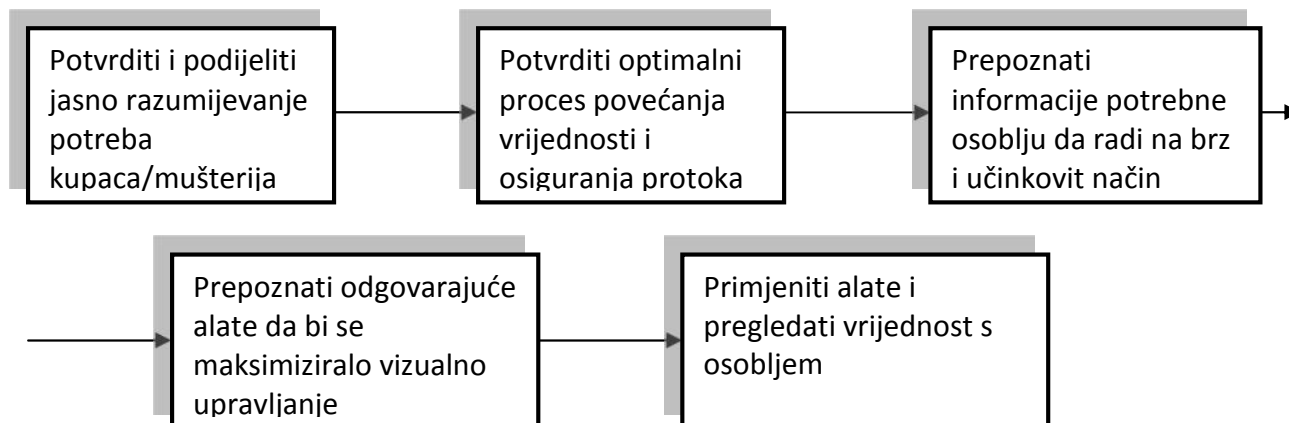 Potvrditi i podijeliti
jasno razumijevanje
potreba
kupaca/mušterija
Potvrditi optimalni
proces povećanja
vrijednosti i
osiguranja protoka
Prepoznati
informacije potrebne
osoblju da radi na brz
i učinkovit način
Prepoznati odgovarajuće
alate da bi se
maksimiziralo vizualno
upravljanje
Primjeniti alate i
pregledati vrijednost s
osobljem